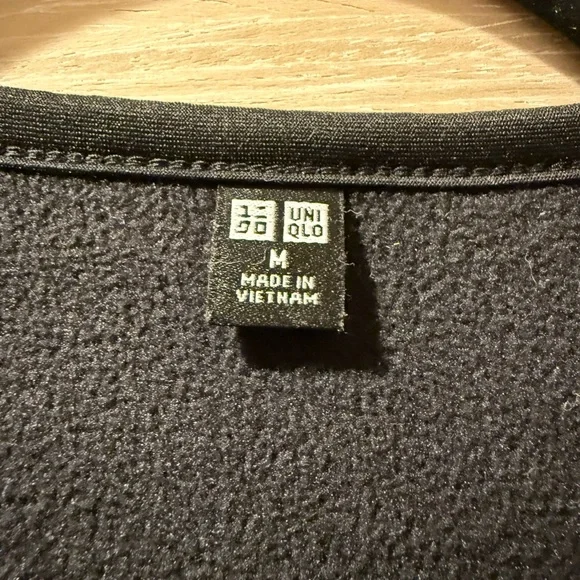 ユニ UNI
クロ QLO
M
MADE IN
VIETNAM